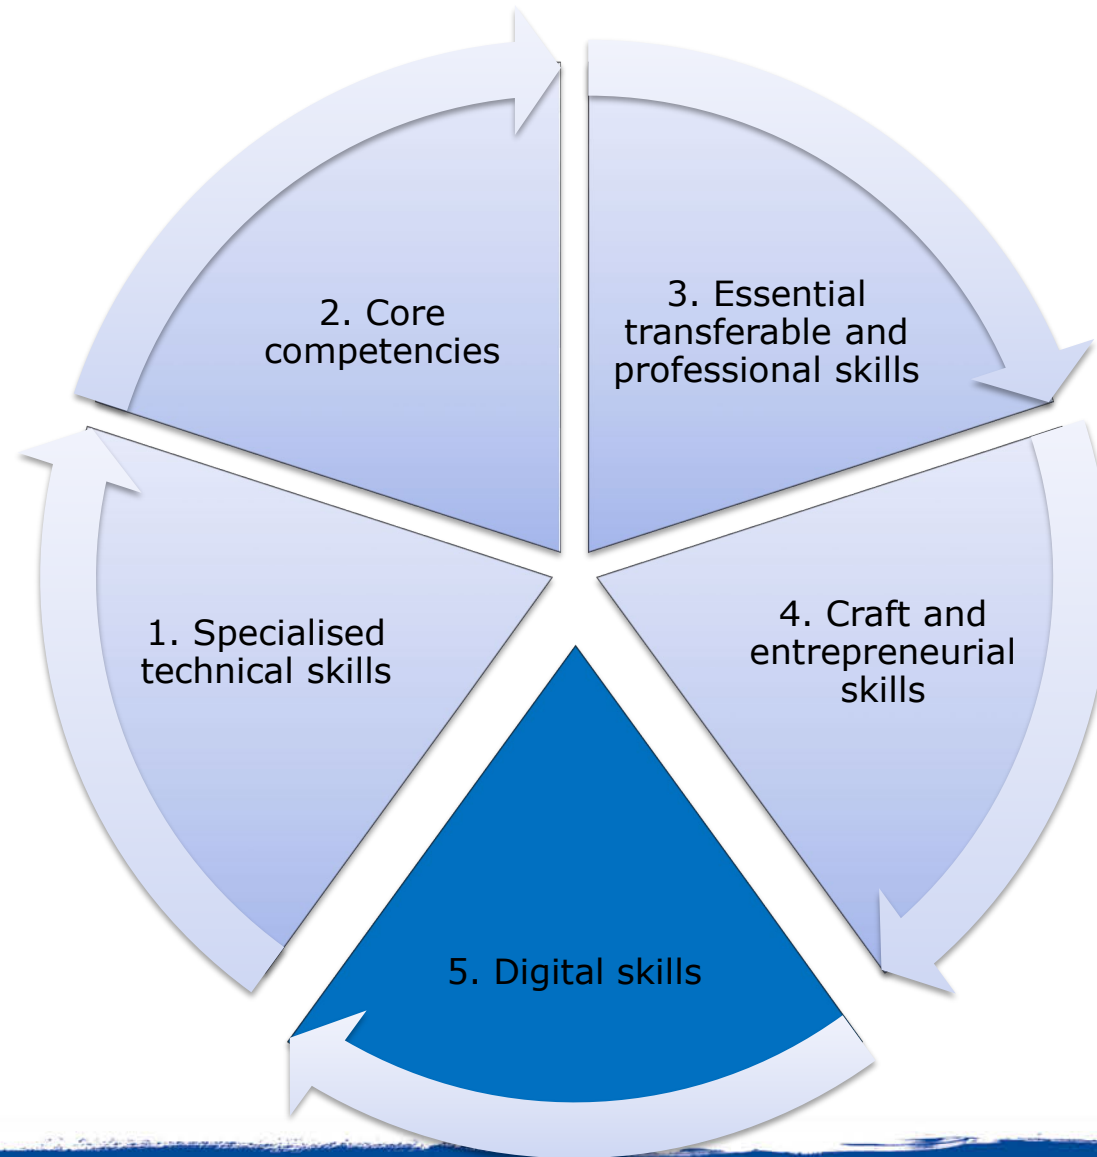 2. Core
competencies
3. Essential
transferable and
professional skills
1. Specialised
technical skills
4. Craft and
entrepreneurial
skills
5. Digital skills